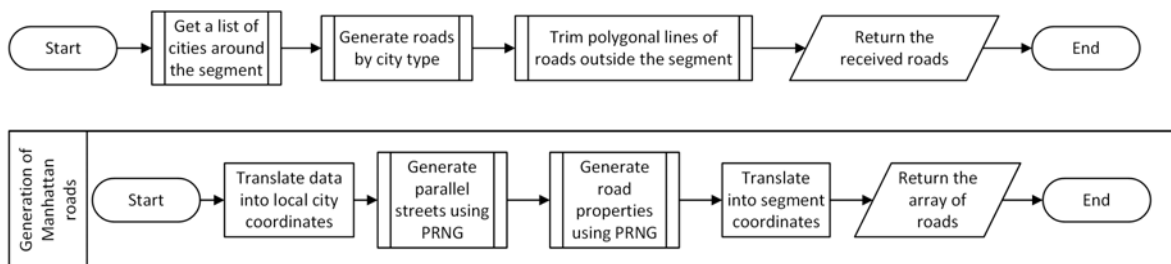 Start
Get a list of
cities around
the segment
Generate roads
by city type
Trim polygonal lines of
roads outside the segment
Return the
received roads
End
Generation of
Manhattan
roads
Start
Translate data
into local city
coordinates
Generate
parallel
streets using
PRNG
Generate
road
properties
using PRNG
Translate
into segment
coordinates
Return the
array of
roads
End